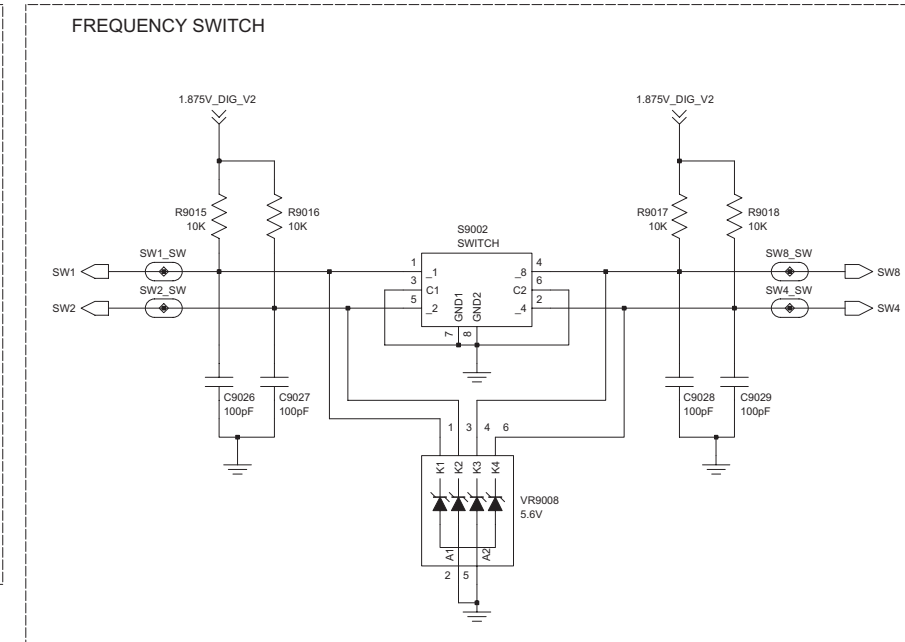 FREQUENCY SWITCH
1.875V_DIG_V2
1.875V_DIG_V2
R9015
10K
R9016
10K
R9017
10K
R9018
10K
S9002
SWITCH
SW1
SW1_SW
1
_1
_8
4
SW8_SW
SW8
3
C1
C2
6
SW2
SW2_SW
5
_2
_4
2
SW4_SW
SW4
GND1
GND2
7
8
C9026
100pF
C9027
100pF
C9028
100pF
C9029
100pF
1
3
4
6
K1
K2
K3
K4
VR9008
5.6V
A1
A2
2
5